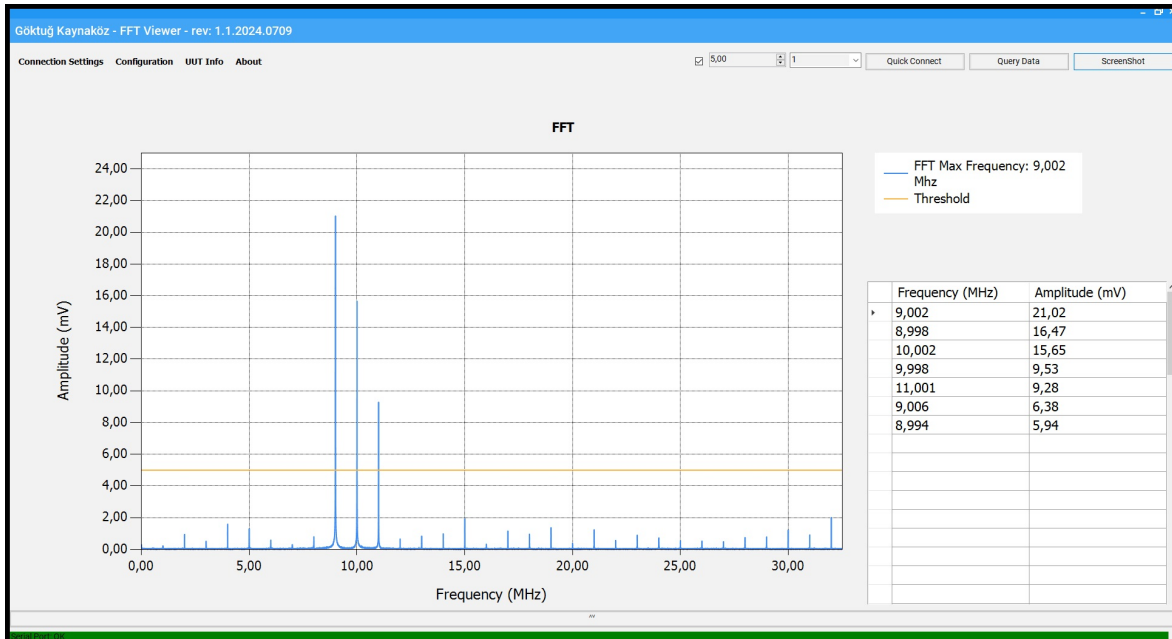 Göktuğ Kaynaköz - FFT Viewer - rev: 1.1.2024.0709
Connection Settings Configuration UUT Info About 5,00 1 Quick Connect Query Data ScreenShot
FFT
24,00
22,00
20,00
18,00
16,00
14,00
12,00
10,00
8,00
6,00
4,00
2,00
0,00
Amplitude (mV)
0,00 5,00 10,00 15,00 20,00 25,00 30,00
Frequency (MHz)
FFT Max Frequency: 9,002
Mhz
Threshold
Frequency (MHz) Amplitude (mV)
9,002 21,02
8,998 16,47
10,002 15,65
9,998 9,53
11,001 9,28
9,006 6,38
8,994 5,94
Serial Port: OK